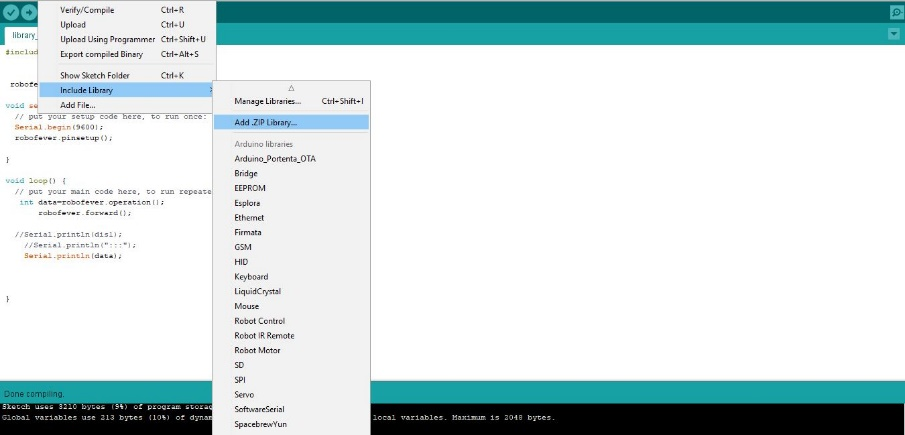 Verify/Compile Ctrl+R
Upload Ctrl+U
Upload Using Programmer Ctrl+Shift+U
Export compiled Binary Ctrl+Alt+S
Show Sketch Folder Ctrl+K
Include Library
Add File...
Manage Libraries... Ctrl+Shift+I
Add .ZIP Library...
Arduino libraries
Arduino_Portenta_OTA
Bridge
EEPROM
Esplora
Ethernet
Firmata
GSM
HID
Keyboard
LiquidCrystal
Mouse
Robot Control
Robot IR Remote
Robot Motor
SD
SPI
Servo
SoftwareSerial
SpacebrewYun
library_
#includ
robofe
void se
// put your setup code here, to run once:
Serial.begin(9600);
robofever.pinsetup();
}
void loop() {
// put your main code here, to run repeate
int data=robofever.operation();
robofever.forward();
//Serial.println(dis1);
//Serial.println(":::");
Serial.println(data);
}
Done compiling.
Sketch uses 3210 bytes (9%) of program storag
Global variables use 213 bytes (10%) of dynam local variables. Maximum is 2048 bytes.